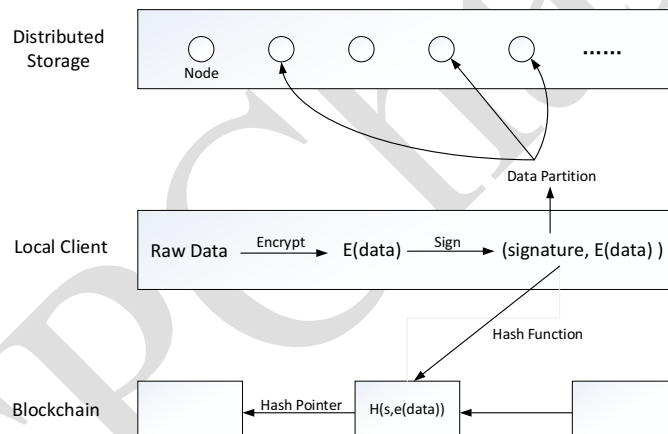 Distributed
Storage
Node
......
Data Partition
Local Client
Raw Data
Encrypt
E(data)
Sign
(signature, E(data) )
Hash Function
Blockchain
Hash Pointer
H(s,e(data))